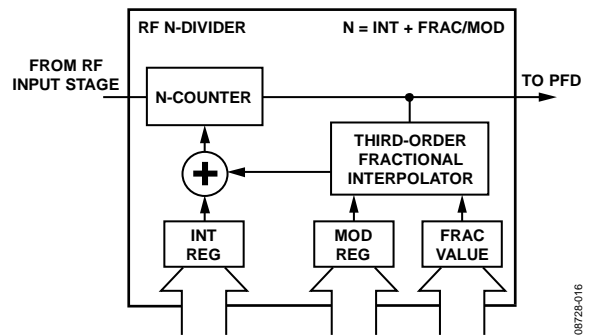 RF N-DIVIDER
N = INT + FRAC/MOD
FROM RF
INPUT STAGE
TO PFD
N-COUNTER
THIRD-ORDER
FRACTIONAL
INTERPOLATOR
+
INT
REG
MOD
REG
FRAC
VALUE
08728-016